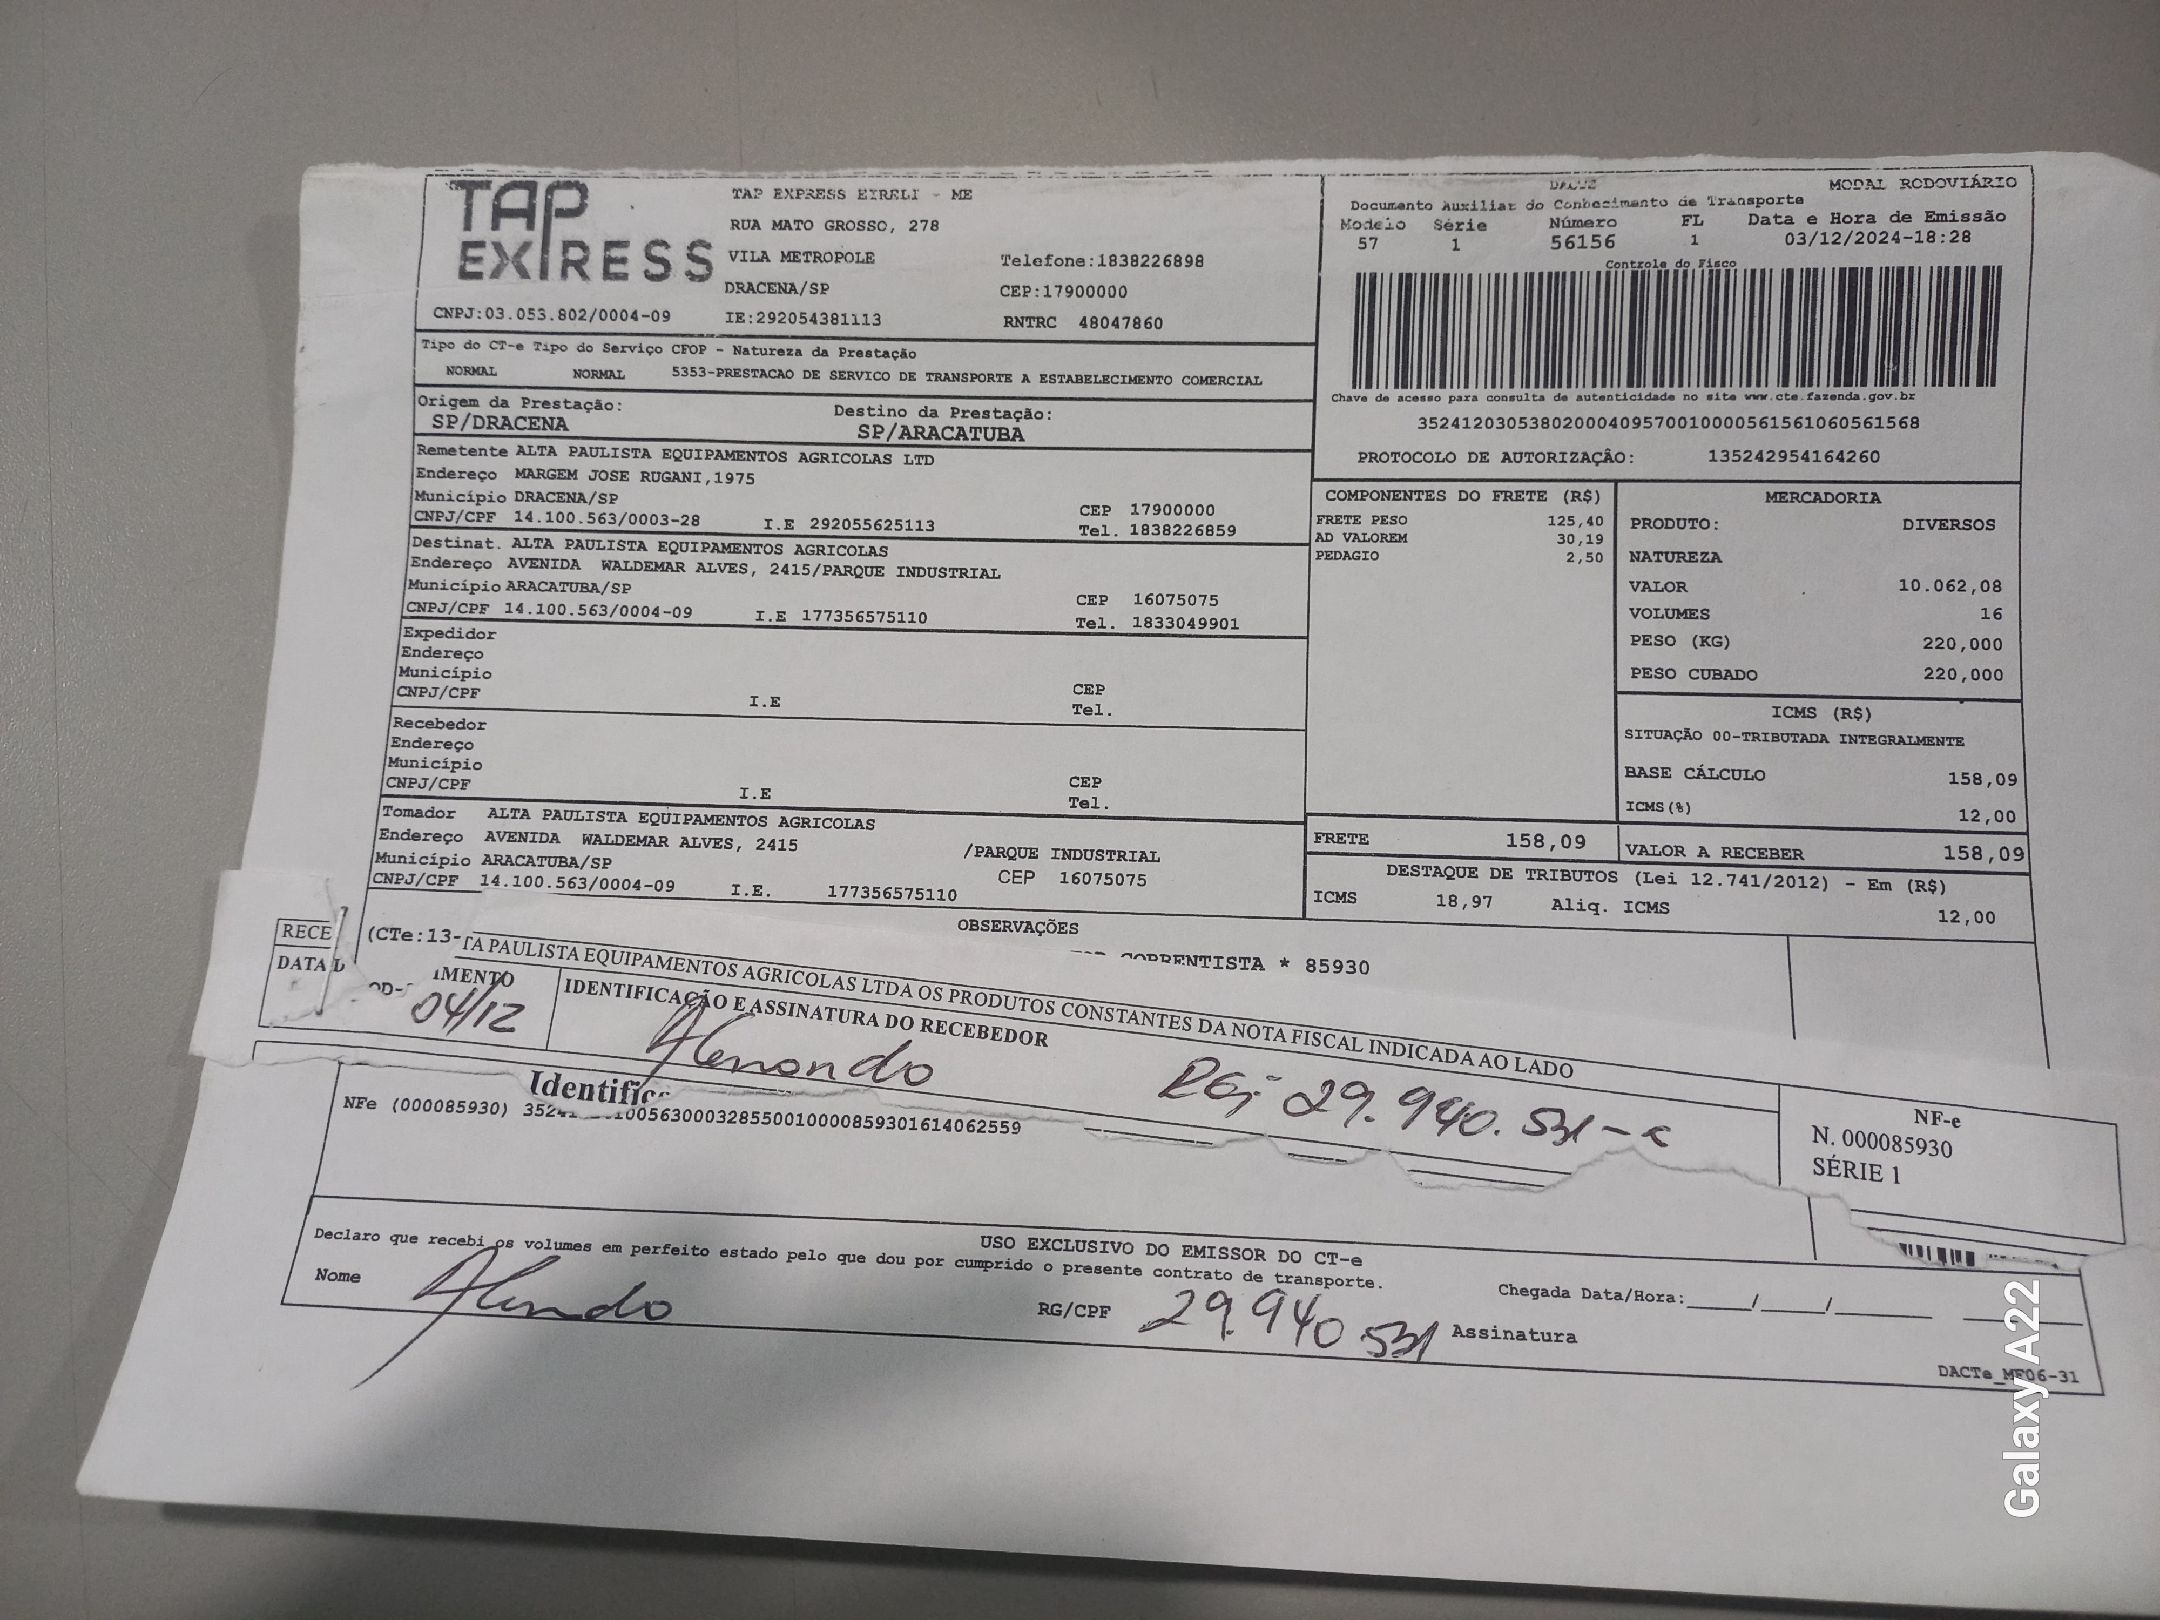 TAP
EXPRESS
TAP EXPRESS EIRELI - ME
RUA MATO GROSSO, 278
VILA METROPOLE Telefone:1838226898
DRACENA/SP CEP:17900000
CNPJ:03.053.802/0004-09 IE:292054381113 RNTRC 48047860
MODAL RODOVIÁRIO
Documento Auxiliar do Conhecimento de Transporte
Modelo Série Número FL Data e Hora de Emissão
57 1 56156 1 03/12/2024-18:28
Controle do Fisco
Chave de acesso para consulta de autenticidade no site www.cte.fazenda.gov.br
35241203053802000409570010000561561060561568
PROTOCOLO DE AUTORIZAÇÃO: 135242954164260
Tipo do CT-e Tipo do Serviço CFOP - Natureza da Prestação
NORMAL NORMAL 5353-PRESTACAO DE SERVICO DE TRANSPORTE A ESTABELECIMENTO COMERCIAL
Origem da Prestação: Destino da Prestação:
SP/DRACENA SP/ARACATUBA
Remetente ALTA PAULISTA EQUIPAMENTOS AGRICOLAS LTD
Endereço MARGEM JOSE RUGANI,1975
Município DRACENA/SP CEP 17900000
CNPJ/CPF 14.100.563/0003-28 I.E 292055625113 Tel. 1838226859
Destinat. ALTA PAULISTA EQUIPAMENTOS AGRICOLAS
Endereço AVENIDA WALDEMAR ALVES, 2415/PARQUE INDUSTRIAL
Município ARACATUBA/SP CEP 16075075
CNPJ/CPF 14.100.563/0004-09 I.E 177356575110 Tel. 1833049901
Expedidor
Endereço
Município CEP
CNPJ/CPF I.E Tel.
Recebedor
Endereço
Município CEP
CNPJ/CPF I.E Tel.
Tomador ALTA PAULISTA EQUIPAMENTOS AGRICOLAS
Endereço AVENIDA WALDEMAR ALVES, 2415 /PARQUE INDUSTRIAL
Município ARACATUBA/SP CEP 16075075
CNPJ/CPF 14.100.563/0004-09 I.E. 177356575110
COMPONENTES DO FRETE (R$)
FRETE PESO 125,40
AD VALOREM 30,19
PEDAGIO 2,50
MERCADORIA
PRODUTO: DIVERSOS
NATUREZA
VALOR 10.062,08
VOLUMES 16
PESO (KG) 220,000
PESO CUBADO 220,000
ICMS (R$)
SITUAÇÃO 00-TRIBUTADA INTEGRALMENTE
BASE CÁLCULO 158,09
ICMS(%) 12,00
FRETE 158,09 VALOR A RECEBER 158,09
DESTAQUE DE TRIBUTOS (Lei 12.741/2012) - Em (R$)
ICMS 18,97 Aliq. ICMS 12,00
OBSERVAÇÕES
(CTe:13-
CORRENTISTA * 85930
RECE
TA PAULISTA EQUIPAMENTOS AGRICOLAS LTDA OS PRODUTOS CONSTANTES DA NOTA FISCAL INDICADA AO LADO
DATA D IMENTO IDENTIFICAÇÃO E ASSINATURA DO RECEBEDOR
04/12
RG: 29.940.531-
NF-e
N. 000085930
SÉRIE 1
Identific
NFe (000085930) 3524 100563000328550010000859301614062559
USO EXCLUSIVO DO EMISSOR DO CT-e
Declaro que recebi os volumes em perfeito estado pelo que dou por cumprido o presente contrato de transporte.
Nome RG/CPF 29.940 531 Assinatura
Chegada Data/Hora:_____/_____/_____
DACTe_MF06-31
Galaxy A22